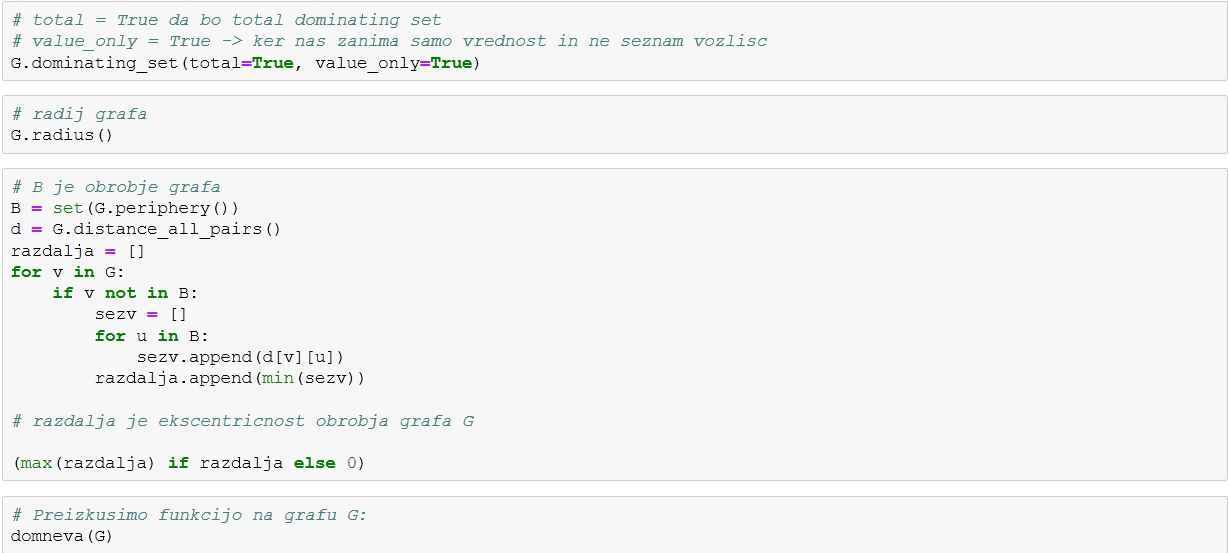 # total = True da bo total dominating set
# value_only = True -> ker nas zanima samo vrednost in ne seznam vozlisc
G.dominating_set(total=True, value_only=True)
# radij grafa
G.radius()
# B je obrobje grafa
B = set(G.periphery())
d = G.distance_all_pairs()
razdalja = []
for v in G:
    if v not in B:
        sezv = []
        for u in B:
            sezv.append(d[v][u])
        razdalja.append(min(sezv))
# razdalja je ekscentricnost obrobja grafa G
(max(razdalja) if razdalja else 0)
# Preizkusimo funkcijo na grafu G:
domneva(G)